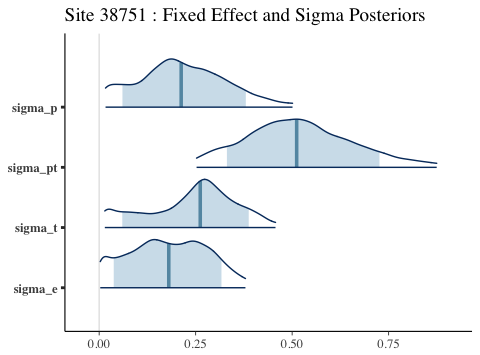 Site 38751 : Fixed Effect and Sigma Posteriors
sigma_p
sigma_pt
sigma_t
sigma_e
0.00 0.25 0.50 0.75